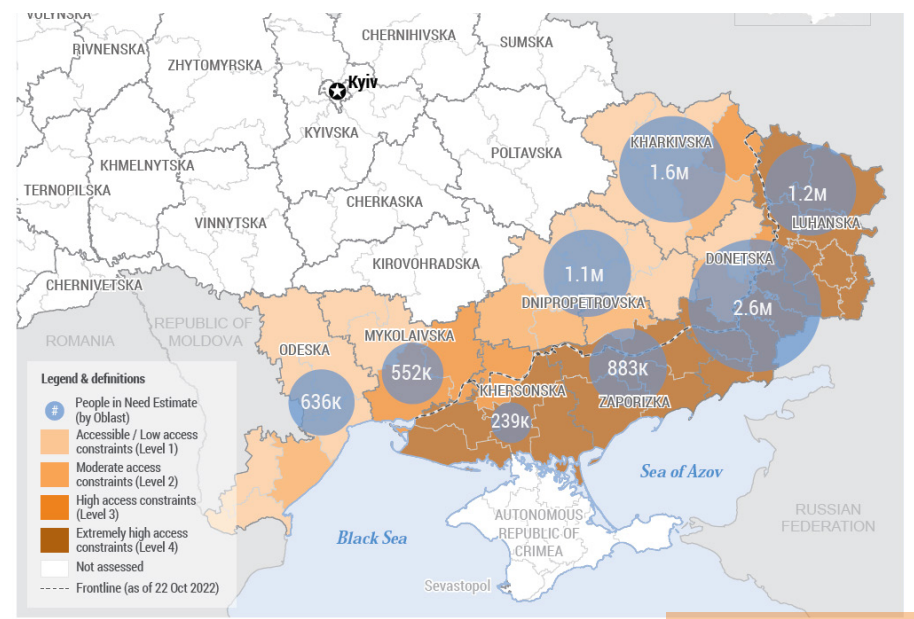 VOLYNSKA
RIVNENSKA
ZHYTOMYRSKA
CHERNIHIVSKA
SUMSKA
Kyiv
KYIVSKA
KHMELNYTSKA
TERNOPILSKA
POLTAVSKA
KHARKIVSKA
1.6M
1.2M
LUHANSKA
CHERKASKA
VINNYTSKA
KIROVOHRADSKA
DONETSKA
1.1M
DNIPROPETROVSKA
2.6M
CHERNIVETSKA
ROMANIA
REPUBLIC OF
MOLDOVA
MYKOLAIVSKA
ODESKA
552K
883K
KHERSONSKA
ZAPORIZKA
636K
239K
Legend & definitions
# People in Need Estimate
(by Oblast)
Accessible / Low access
constraints (Level 1)
Moderate access
constraints (Level 2)
High access constraints
(Level 3)
Extremely high access
constraints (Level 4)
Not assessed
Frontline (as of 22 Oct 2022)
Sea of Azov
AUTONOMOUS
REPUBLIC OF
CRIMEA
RUSSIAN
FEDERATION
Black Sea
Sevastopol